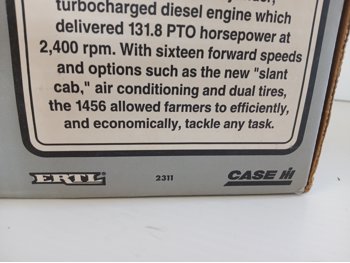 turbocharged diesel engine which
delivered 131.8 PTO horsepower at
2,400 rpm. With sixteen forward speeds
and options such as the new "slant
cab," air conditioning and dual tires,
the 1456 allowed farmers to efficiently,
and economically, tackle any task.
ERTL 2311 CASE IH